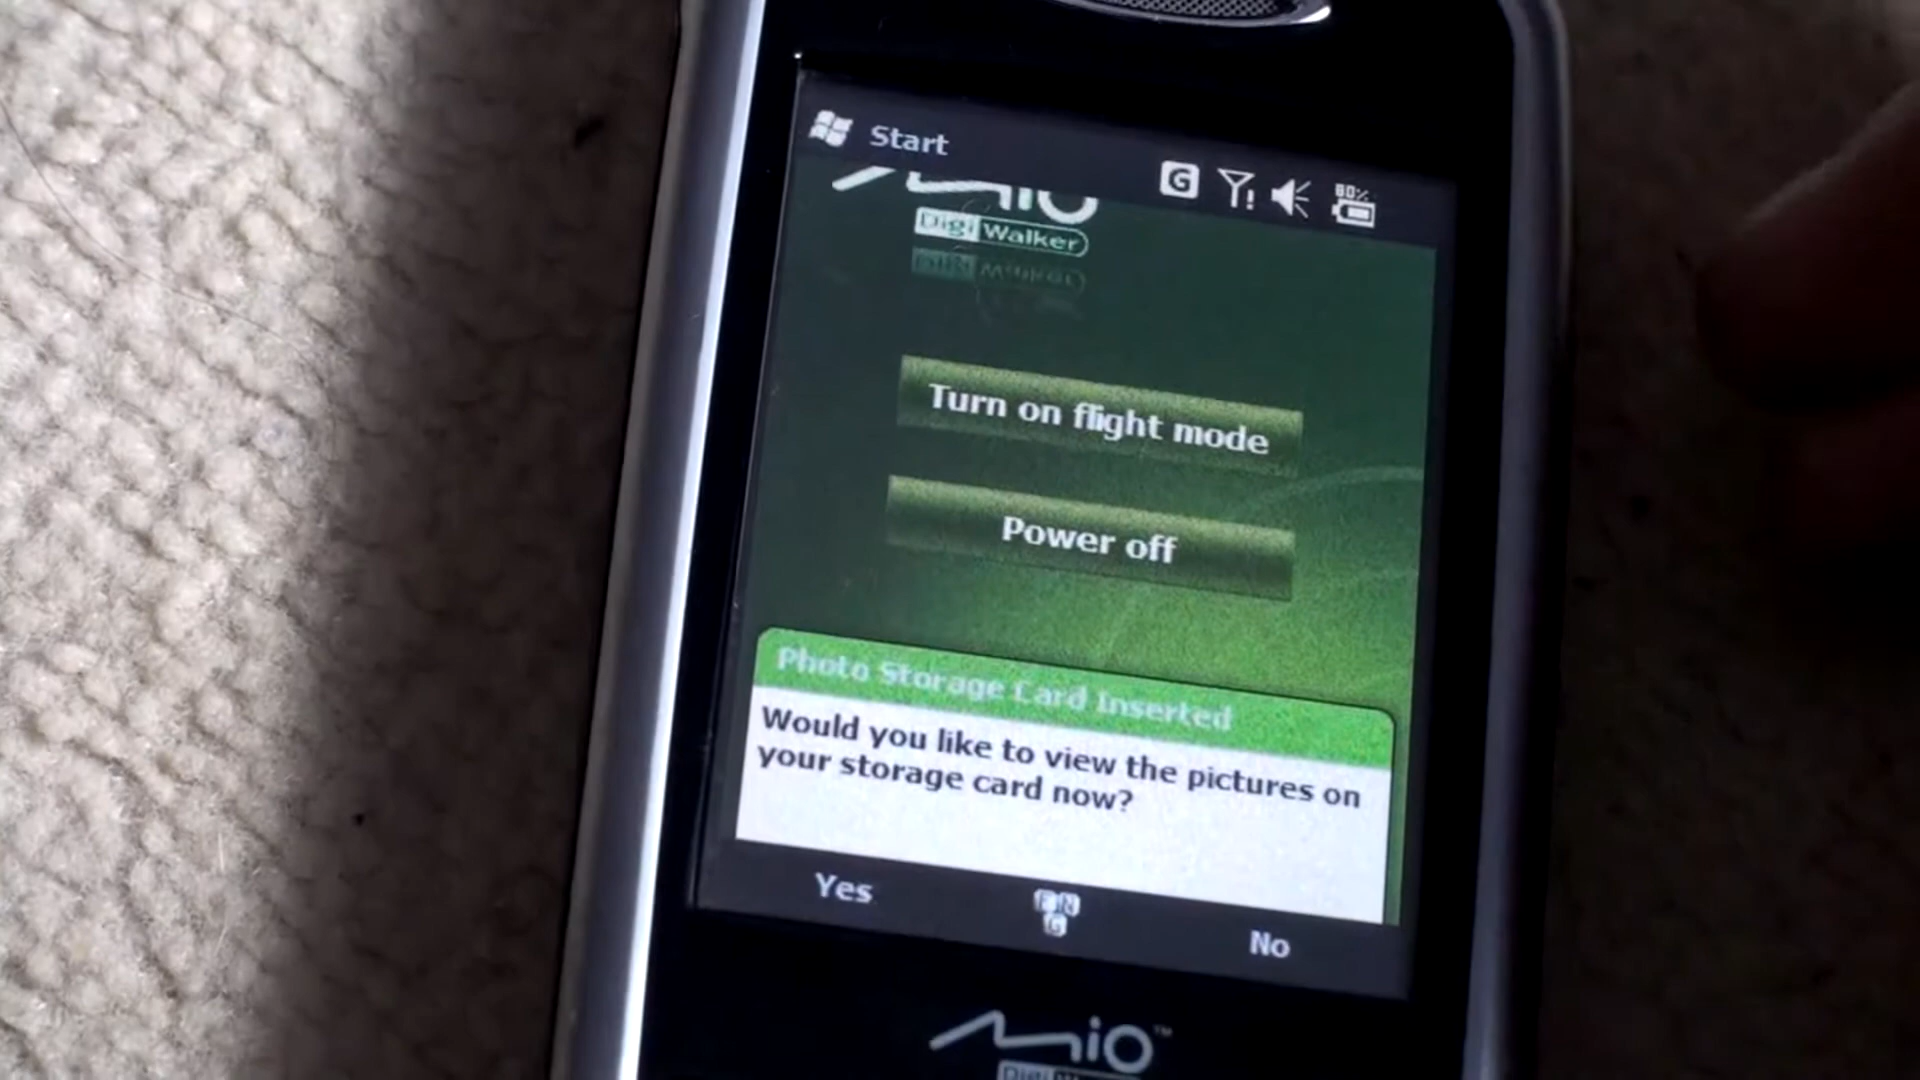 Start
G
80%
mio
Digi Walker
Turn on flight mode
Power off
Photo Storage Card Inserted
Would you like to view the pictures on
your storage card now?
Yes
No
mio™